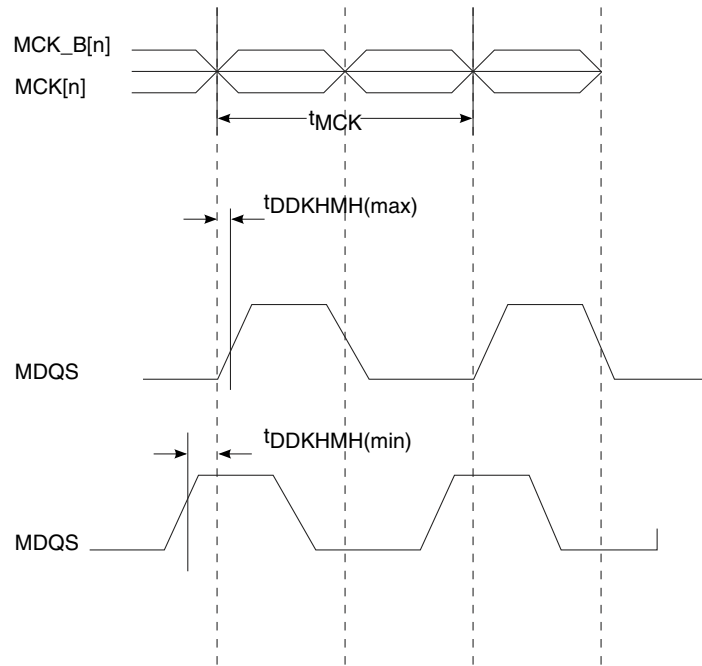 MCK_B[n]
MCK[n]
tMCK
tDDKHMH(max)
MDQS
tDDKHMH(min)
MDQS